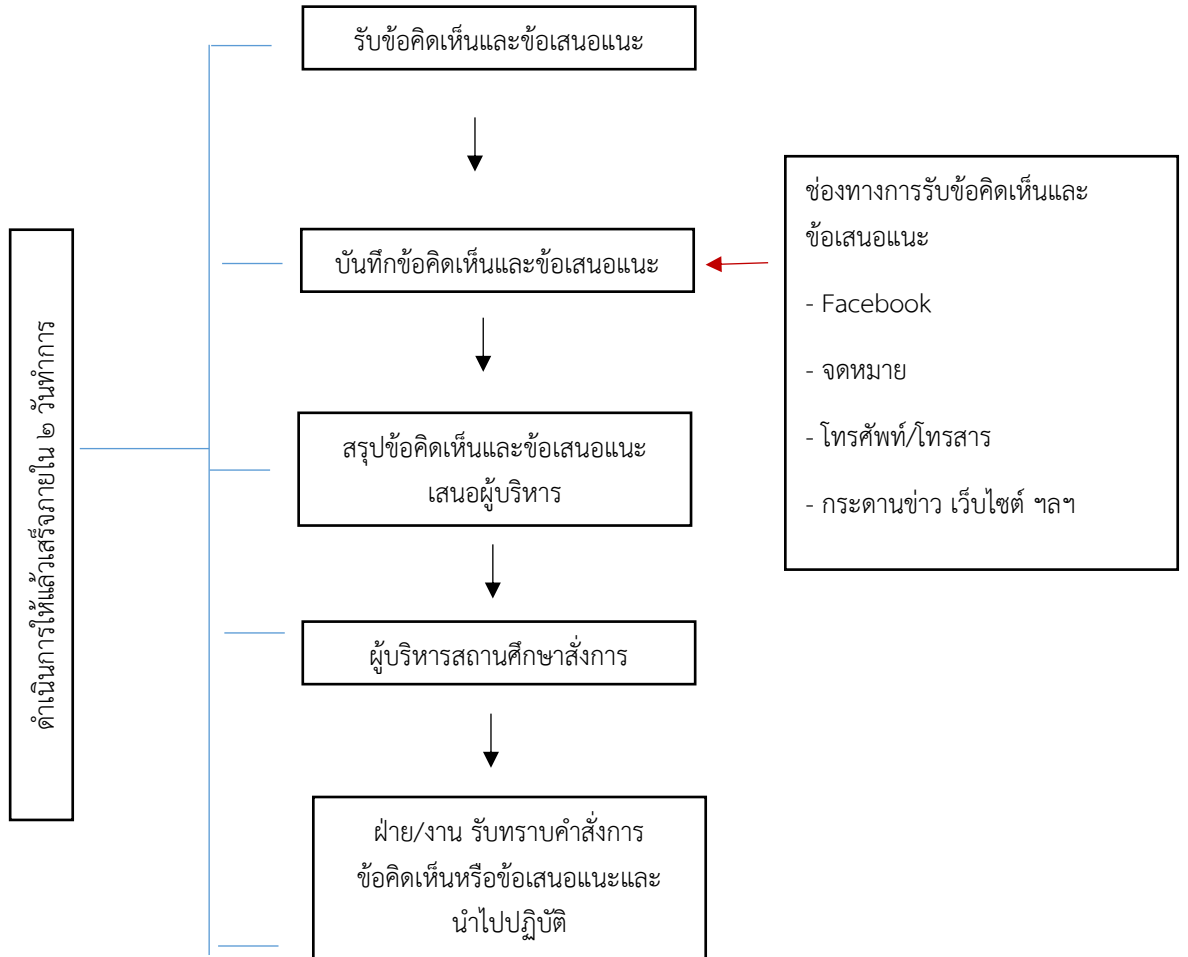 รับข้อคิดเห็นและข้อเสนอแนะ
บันทึกข้อคิดเห็นและข้อเสนอแนะ
ช่องทางการรับข้อคิดเห็นและ
ข้อเสนอแนะ
- Facebook
- จดหมาย
- โทรศัพท์/โทรสาร
- กระดานข่าว เว็บไซต์ ฯลฯ
ดำเนินการให้แล้วเสร็จภายใน ๒ วันทำการ
สรุปข้อคิดเห็นและข้อเสนอแนะ
เสนอผู้บริหาร
ผู้บริหารสถานศึกษาสั่งการ
ฝ่าย/งาน รับทราบคำสั่งการ
ข้อคิดเห็นหรือข้อเสนอแนะและ
นำไปปฏิบัติ